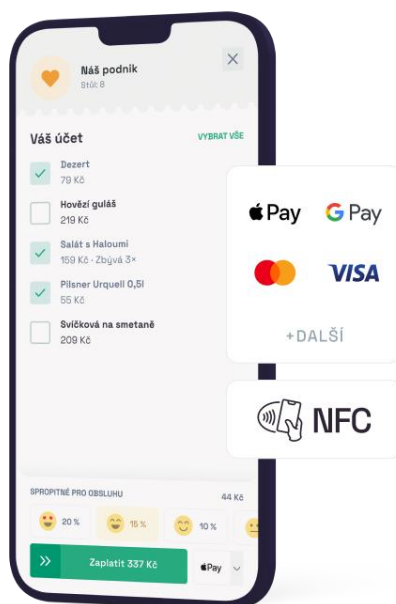 Náš podnik
Stůl: 8
Váš účet
VYBRAT VŠE
Dezert
79 Kč
Hovězí guláš
219 Kč
Salát s Haloumi
159 Kč · Zbývá 3×
Pilsner Urquell 0,5l
55 Kč
Svíčková na smetaně
209 Kč
Pay
G Pay
VISA
+DALŠÍ
NFC
SPROPITNÉ PRO OBSLUHU
44 Kč
20 %
15 %
10 %
Zaplatit 337 Kč
Pay